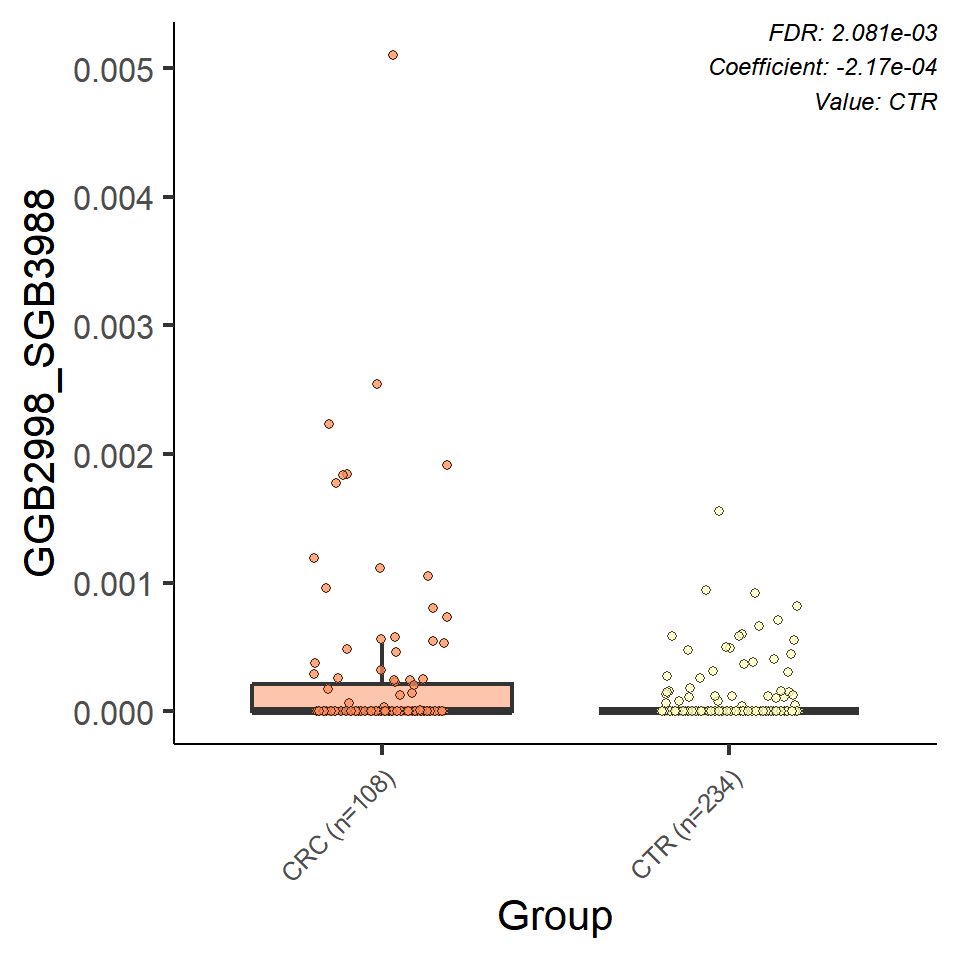 FDR: 2.081e-03
Coefficient: -2.17e-04
Value: CTR
GGB2998_SGB3988
0.005
0.004
0.003
0.002
0.001
0.000
CRC (n=108)
CTR (n=234)
Group